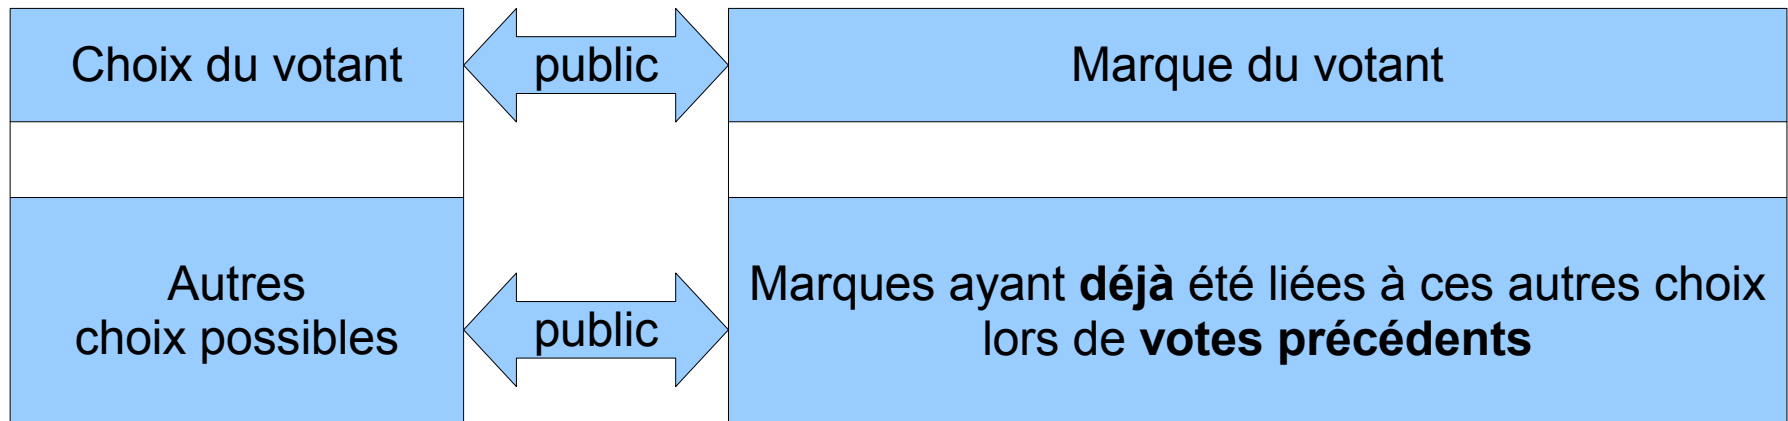 Choix du votant
public
Marque du votant
Autres
choix possibles
public
Marques ayant déjà été liées à ces autres choix
lors de votes précédents